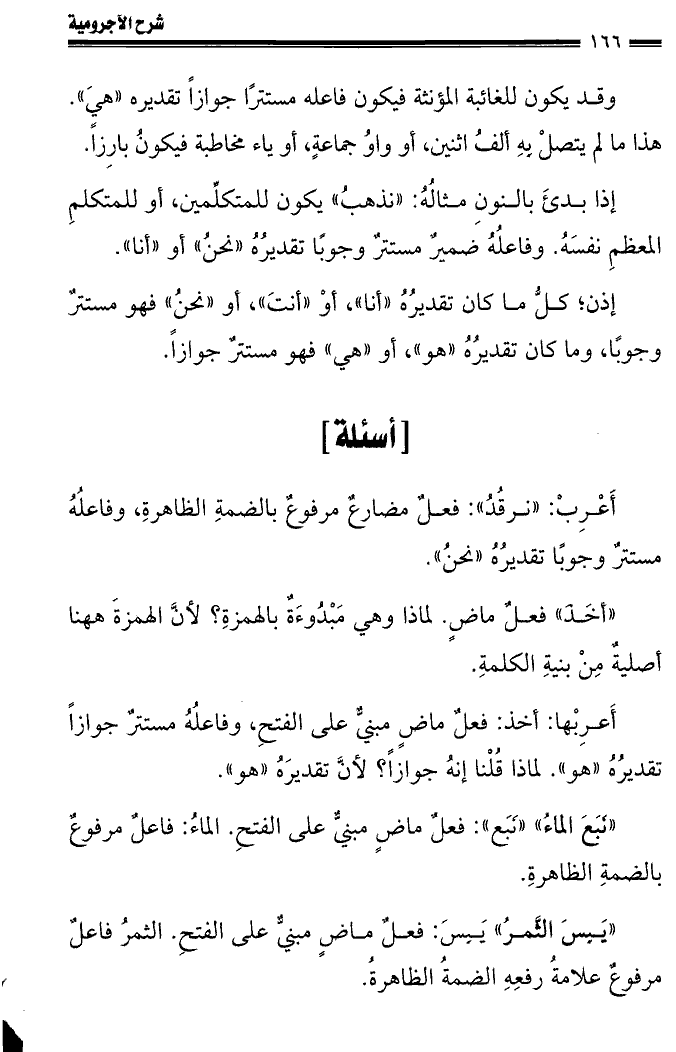 شرح الآجرومية
١٦٦
وقد يكون للغائبة المؤنثة فيكون فاعله مستترًا جوازاً تقديره «هيَ».
هذا ما لم يتصلْ بِهِ ألفُ اثنين، أو واوُ جماعةٍ، أو ياء مخاطبة فيكونُ بارِزاً.
إذا بدئَ بالنونِ مثالُهُ: «نذهبُ» يكون للمتكلِّمين، أو للمتكلمِ
المعظمِ نفسَهُ. وفاعلُهُ ضميرٌ مستترٌ وجوبًا تقديرُهُ «نحنُ» أو «أنا».
إذن؛ كلُّ ما كان تقديرُهُ «أنا»، أوْ «أنتَ»، أو «نحنُ» فهو مستترٌ
وجوبًا، وما كان تقديرُهُ «هو»، أو «هي» فهو مستترٌ جوازاً.
[أسئلة]
أَعْرِبْ: «نرقُدُ»: فعلٌ مضارعٌ مرفوعٌ بالضمةِ الظاهرةِ، وفاعلُهُ
مستترٌ وجوبًا تقديرُهُ «نحنُ».
«أخَذَ» فعلٌ ماضٍ. لماذا وهي مَبْدُوءَةٌ بالهمزةِ؟ لأنَّ الهمزةَ ههنا
أصليةٌ مِنْ بنيةِ الكلمةِ.
أَعرِبْها: أخذ: فعلٌ ماضٍ مبنيٌّ على الفتحِ، وفاعلُهُ مستترٌ جوازاً
تقديرُهُ «هو». لماذا قُلْنا إنهُ جوازاً؟ لأنَّ تقديرَهُ «هو».
«نَبَعَ الماءُ» «نَبَع»: فعلٌ ماضٍ مبنيٌّ على الفتحِ. الماءُ: فاعلٌ مرفوعٌ
بالضمةِ الظاهرةِ.
«يَبِسَ الثَّمرُ» يَبِسَ: فعلٌ ماضٍ مبنيٌّ على الفتحِ. الثمرُ فاعلٌ
مرفوعٌ علامةُ رفعهِ الضمةُ الظاهرةُ.